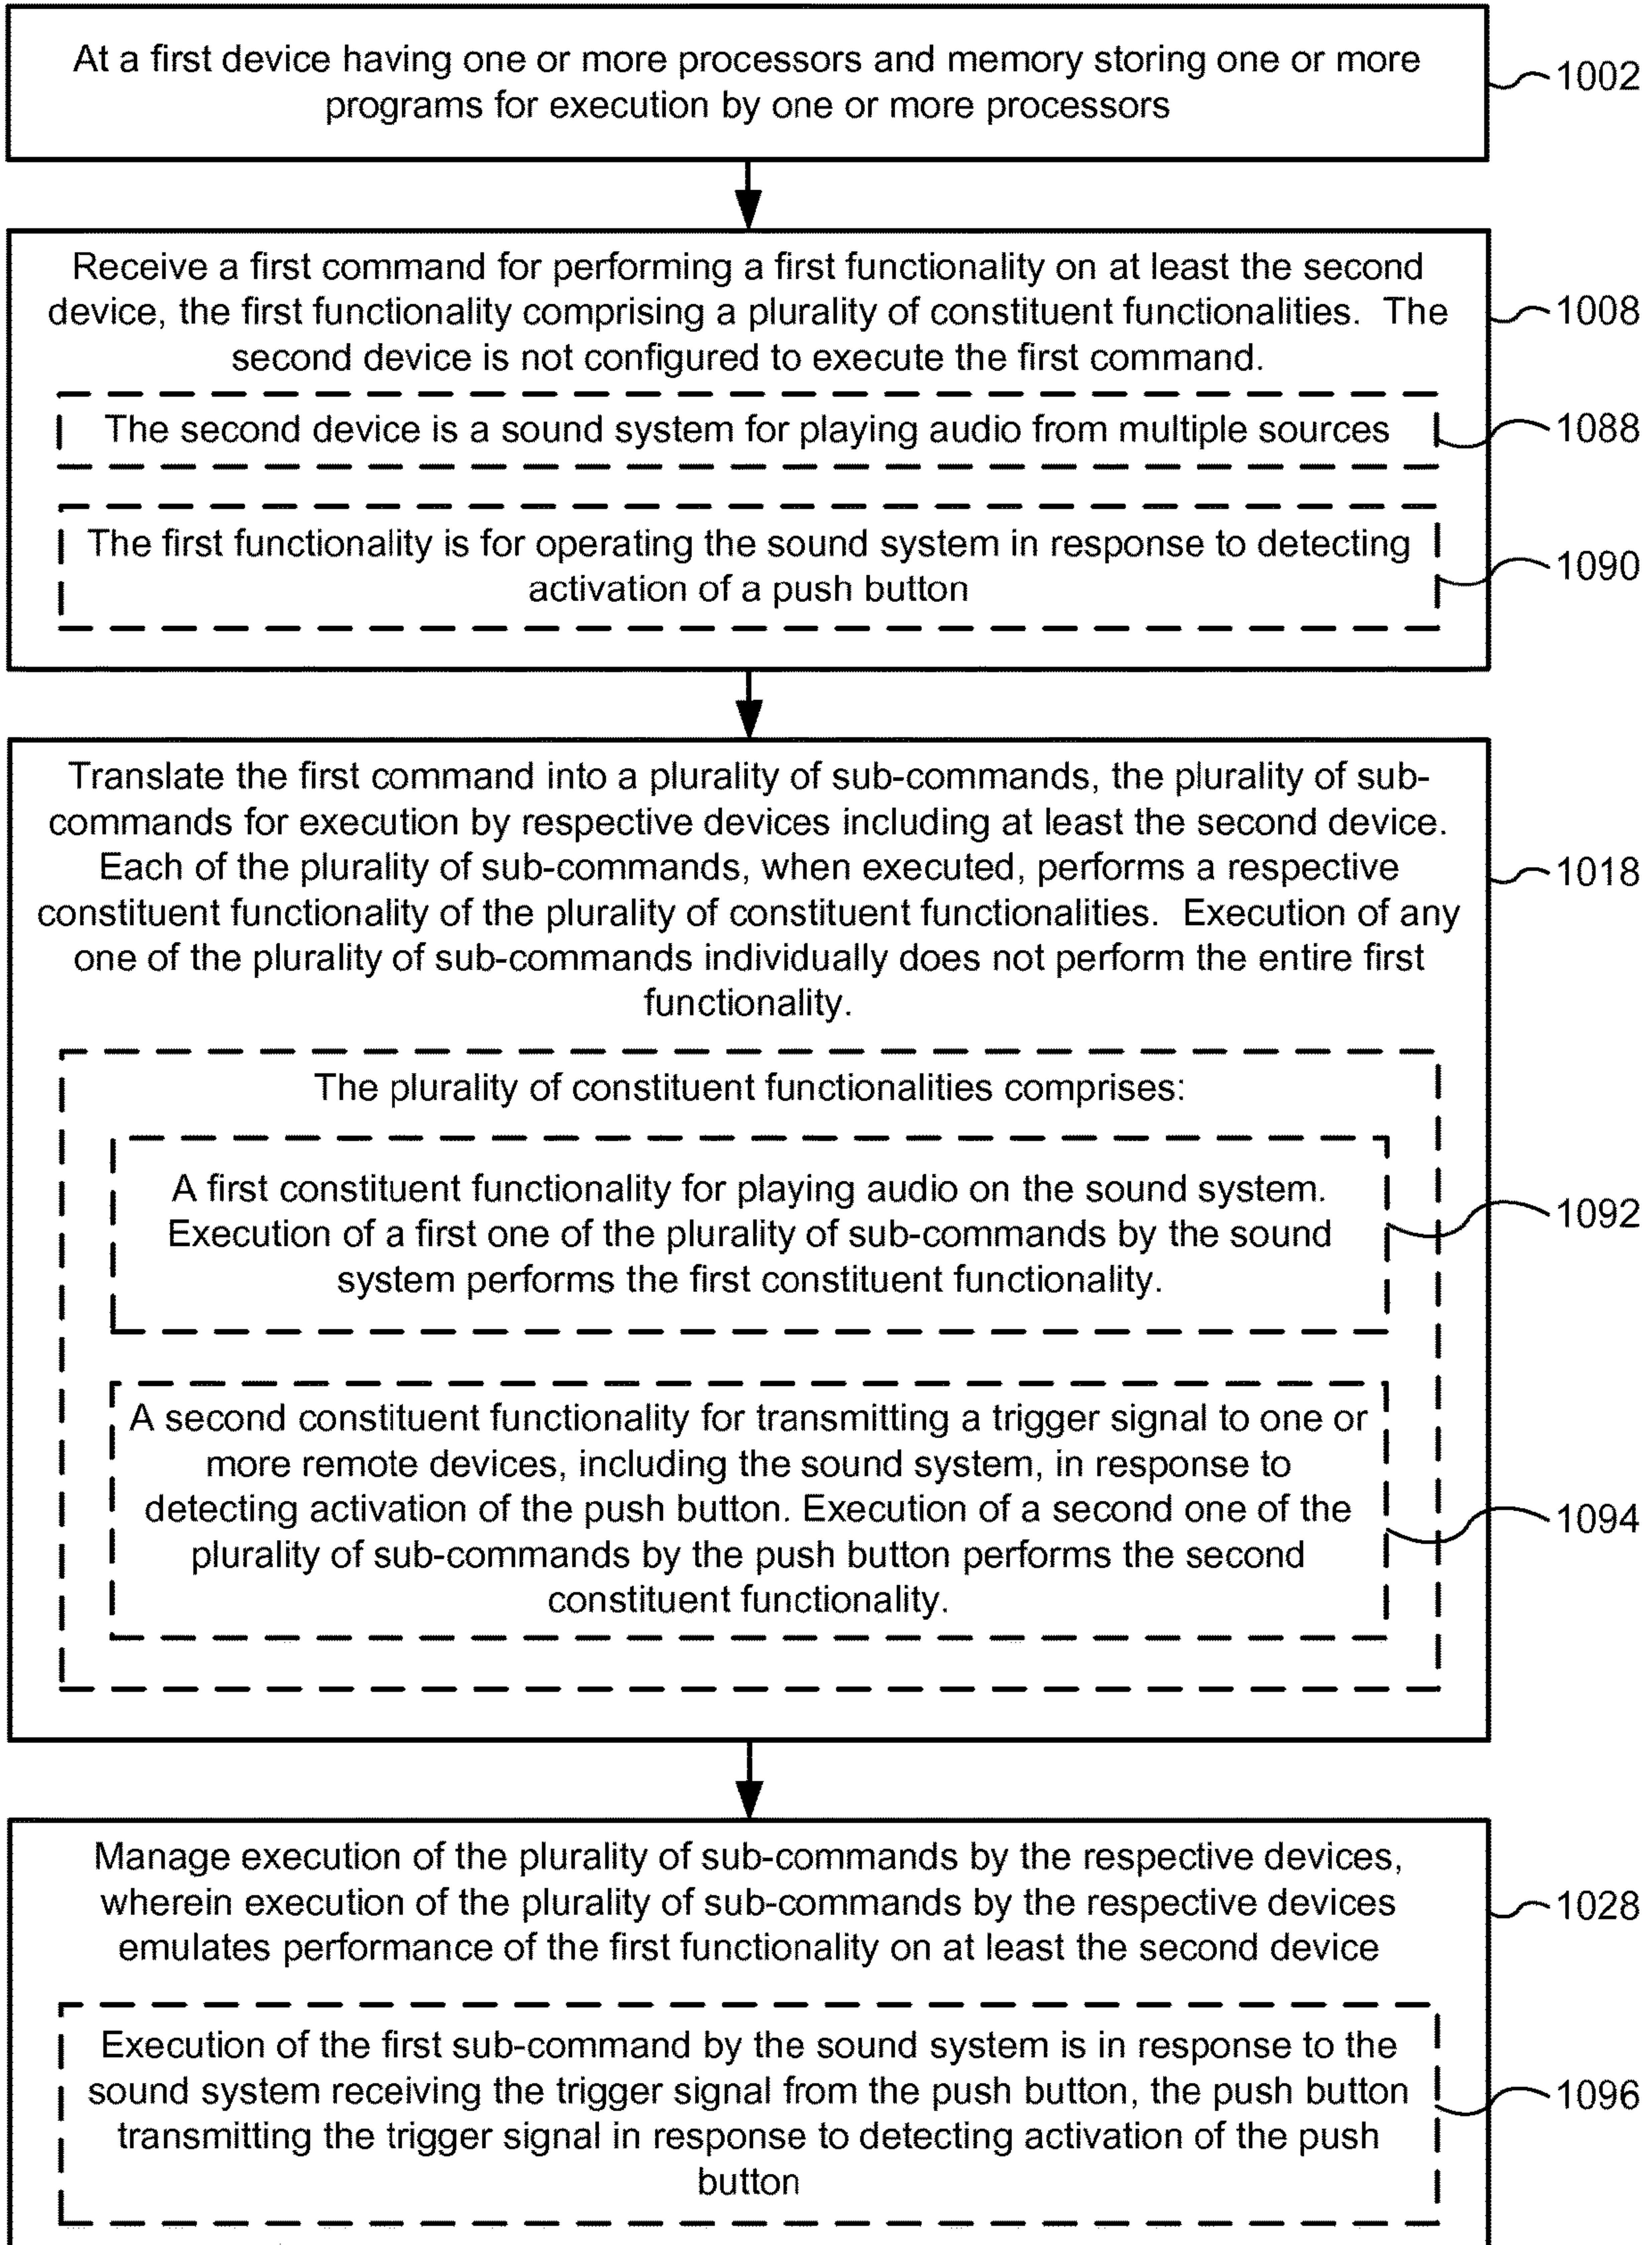 At a first device having one or more processors and memory storing one or more
programs for execution by one or more processors
1002
Receive a first command for performing a first functionality on at least the second
device, the first functionality comprising a plurality of constituent functionalities. The
second device is not configured to execute the first command.
1008
The second device is a sound system for playing audio from multiple sources
1088
The first functionality is for operating the sound system in response to detecting
activation of a push button
1090
Translate the first command into a plurality of sub-commands, the plurality of sub-
commands for execution by respective devices including at least the second device.
Each of the plurality of sub-commands, when executed, performs a respective
constituent functionality of the plurality of constituent functionalities. Execution of any
one of the plurality of sub-commands individually does not perform the entire first
functionality.
1018
The plurality of constituent functionalities comprises:
A first constituent functionality for playing audio on the sound system.
Execution of a first one of the plurality of sub-commands by the sound
system performs the first constituent functionality.
1092
A second constituent functionality for transmitting a trigger signal to one or
more remote devices, including the sound system, in response to
detecting activation of the push button. Execution of a second one of the
plurality of sub-commands by the push button performs the second
constituent functionality.
1094
Manage execution of the plurality of sub-commands by the respective devices,
wherein execution of the plurality of sub-commands by the respective devices
emulates performance of the first functionality on at least the second device
1028
Execution of the first sub-command by the sound system is in response to the
sound system receiving the trigger signal from the push button, the push button
transmitting the trigger signal in response to detecting activation of the push
button
1096